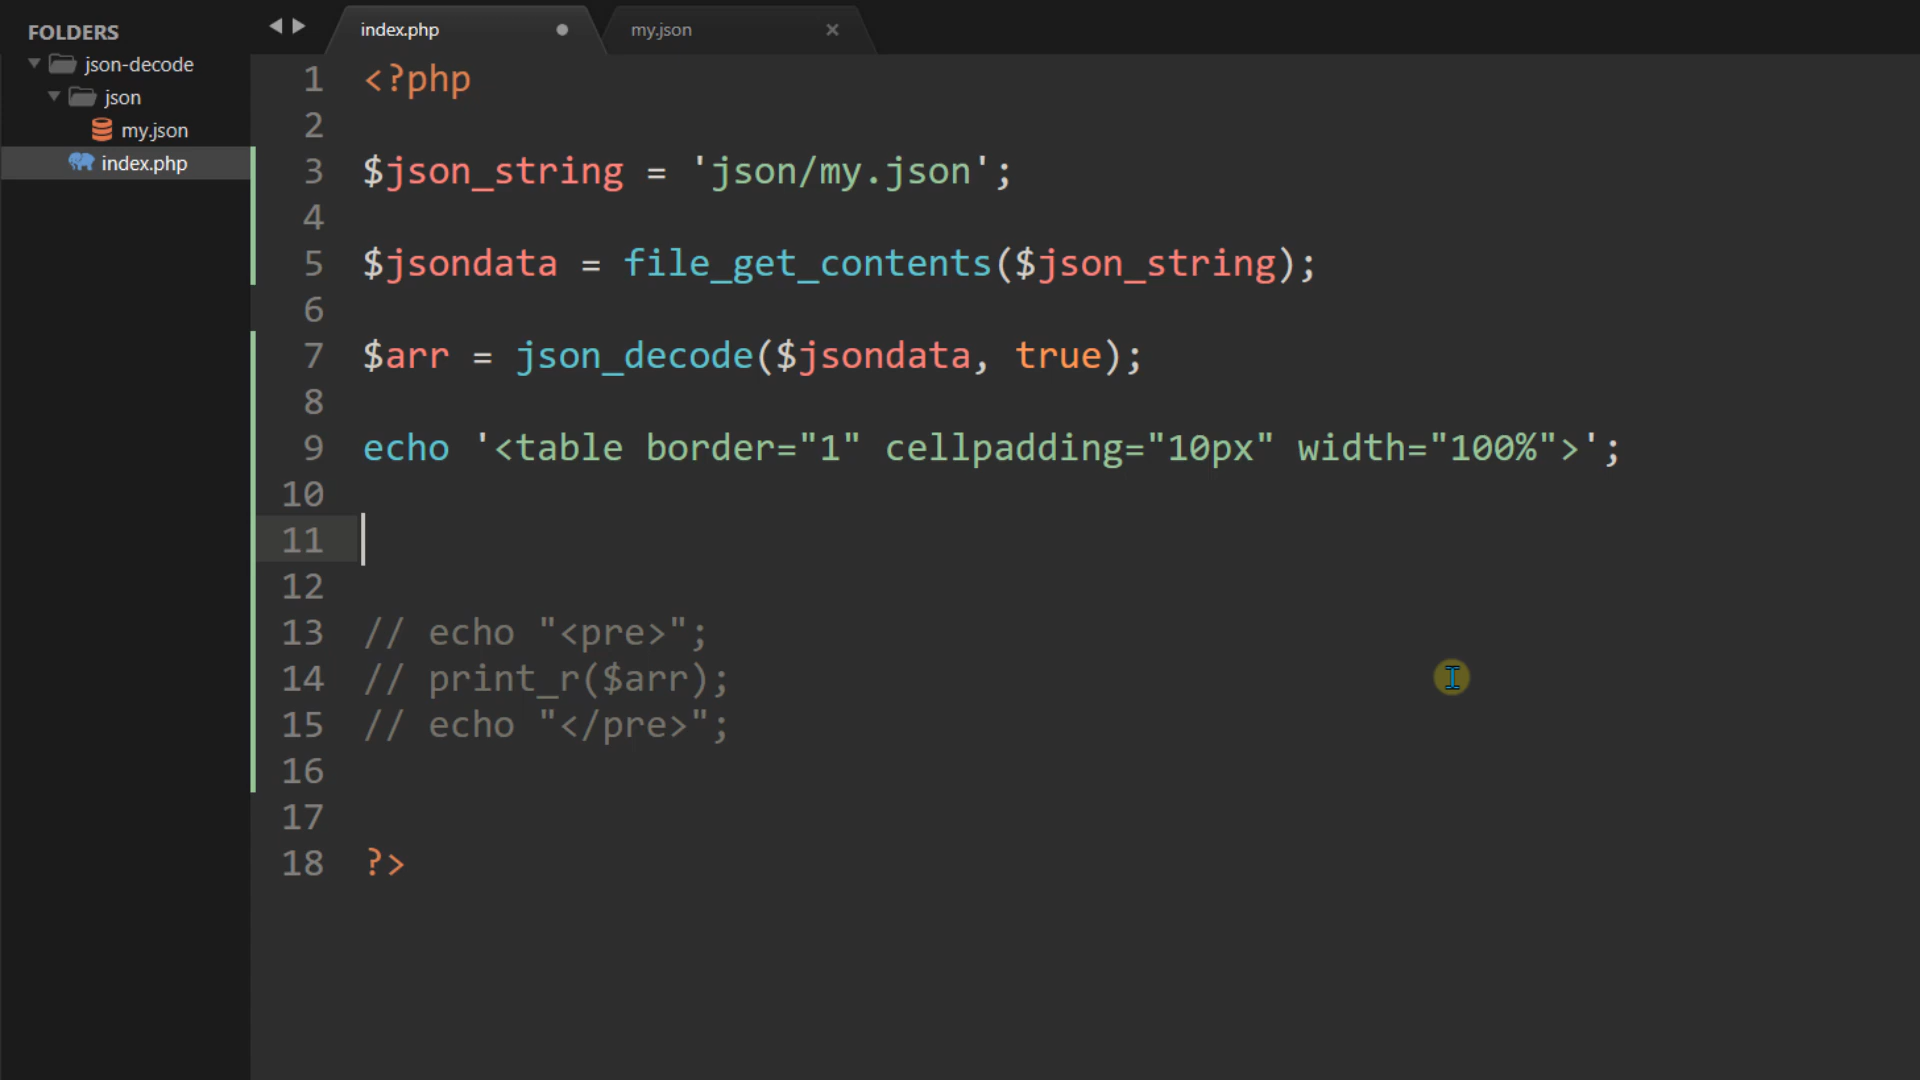 FOLDERS
json-decode
json
my.json
index.php
index.php
my.json
1 <?php
2
3 $json_string = 'json/my.json';
4
5 $jsondata = file_get_contents($json_string);
6
7 $arr = json_decode($jsondata, true);
8
9 echo '<table border="1" cellpadding="10px" width="100%">';
10
11
12
13 // echo "<pre>";
14 // print_r($arr);
15 // echo "</pre>";
16
17
18 ?>